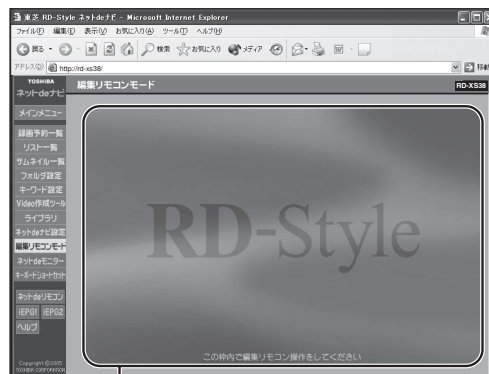 東芝 RD-Style ネットdeナビ - Microsoft Internet Explorer
ファイル(F) 編集(E) 表示(V) お気に入り(A) ツール(T) ヘルプ(H)
戻る 検索 お気に入り メディア
アドレス(D) http://rd-xs38/ 移動
TOSHIBA
ネットdeナビ
編集リモコンモード
RD-XS38
メインメニュー
録画予約一覧
リスト一覧
サムネイル一覧
フォルダ設定
キーワード設定
Video作成ツール
ライブラリ
ネットdeナビ設定
編集リモコンモード
ネットdeモニター
キーボードショートカット
ネットdeリモコン
iEPG1 iEPG2
ヘルプ
RD-Style
この枠内で編集リモコン操作をしてください
Copyright ©2005
TOSHIBA CORPORATION